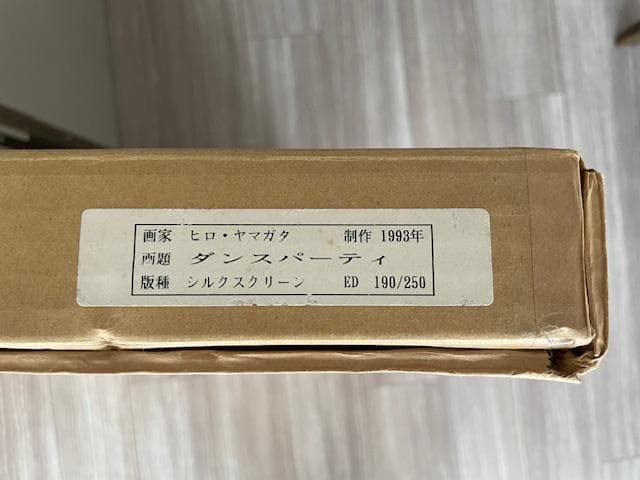 画家 ヒロ・ヤマガタ 制作 1993年
画題 ダンスパーティ
版種 シルクスクリーン ED 190/250